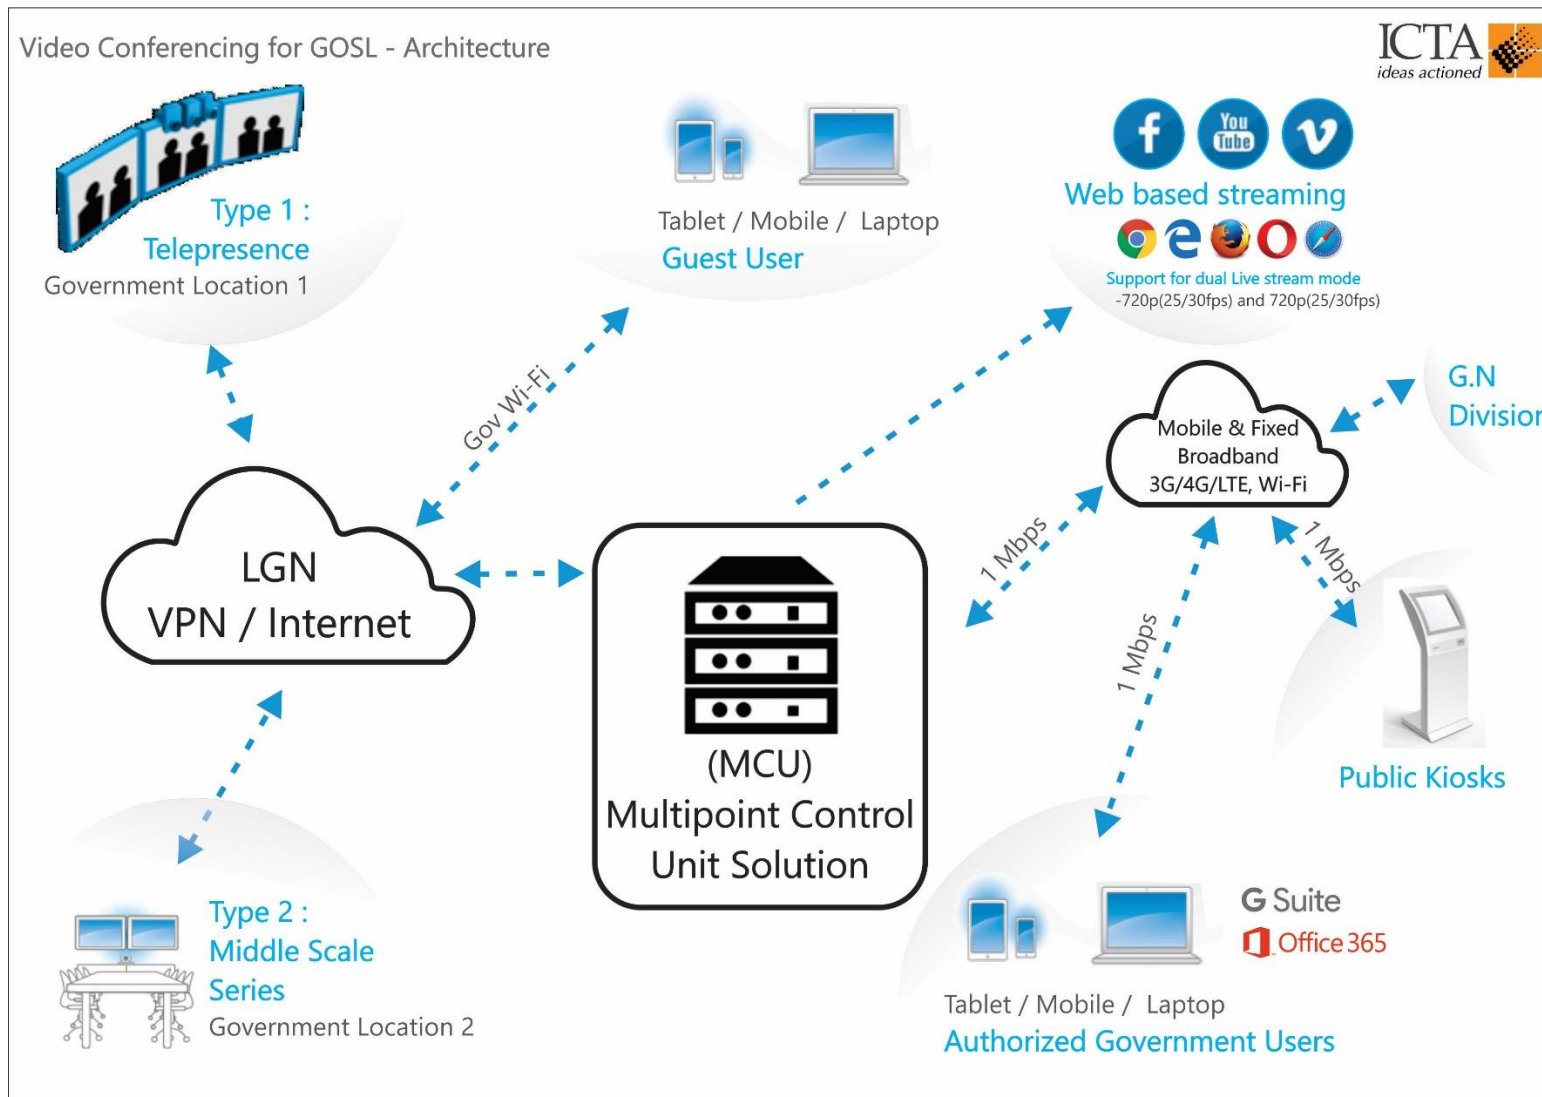 Video Conferencing for GOSL - Architecture
ICTA
ideas actioned
Type 1 :
Telepresence
Government Location 1
Tablet / Mobile / Laptop
Guest User
f
You
Tube
v
Web based streaming
Support for dual Live stream mode
-720p(25/30fps) and 720p(25/30fps)
Gov Wi-Fi
G.N
Division
Mobile & Fixed
Broadband
3G/4G/LTE, Wi-Fi
LGN
VPN / Internet
1 Mbps
1 Mbps
1 Mbps
(MCU)
Multipoint Control
Unit Solution
Public Kiosks
Type 2 :
Middle Scale
Series
Government Location 2
G Suite
Office 365
Tablet / Mobile / Laptop
Authorized Government Users